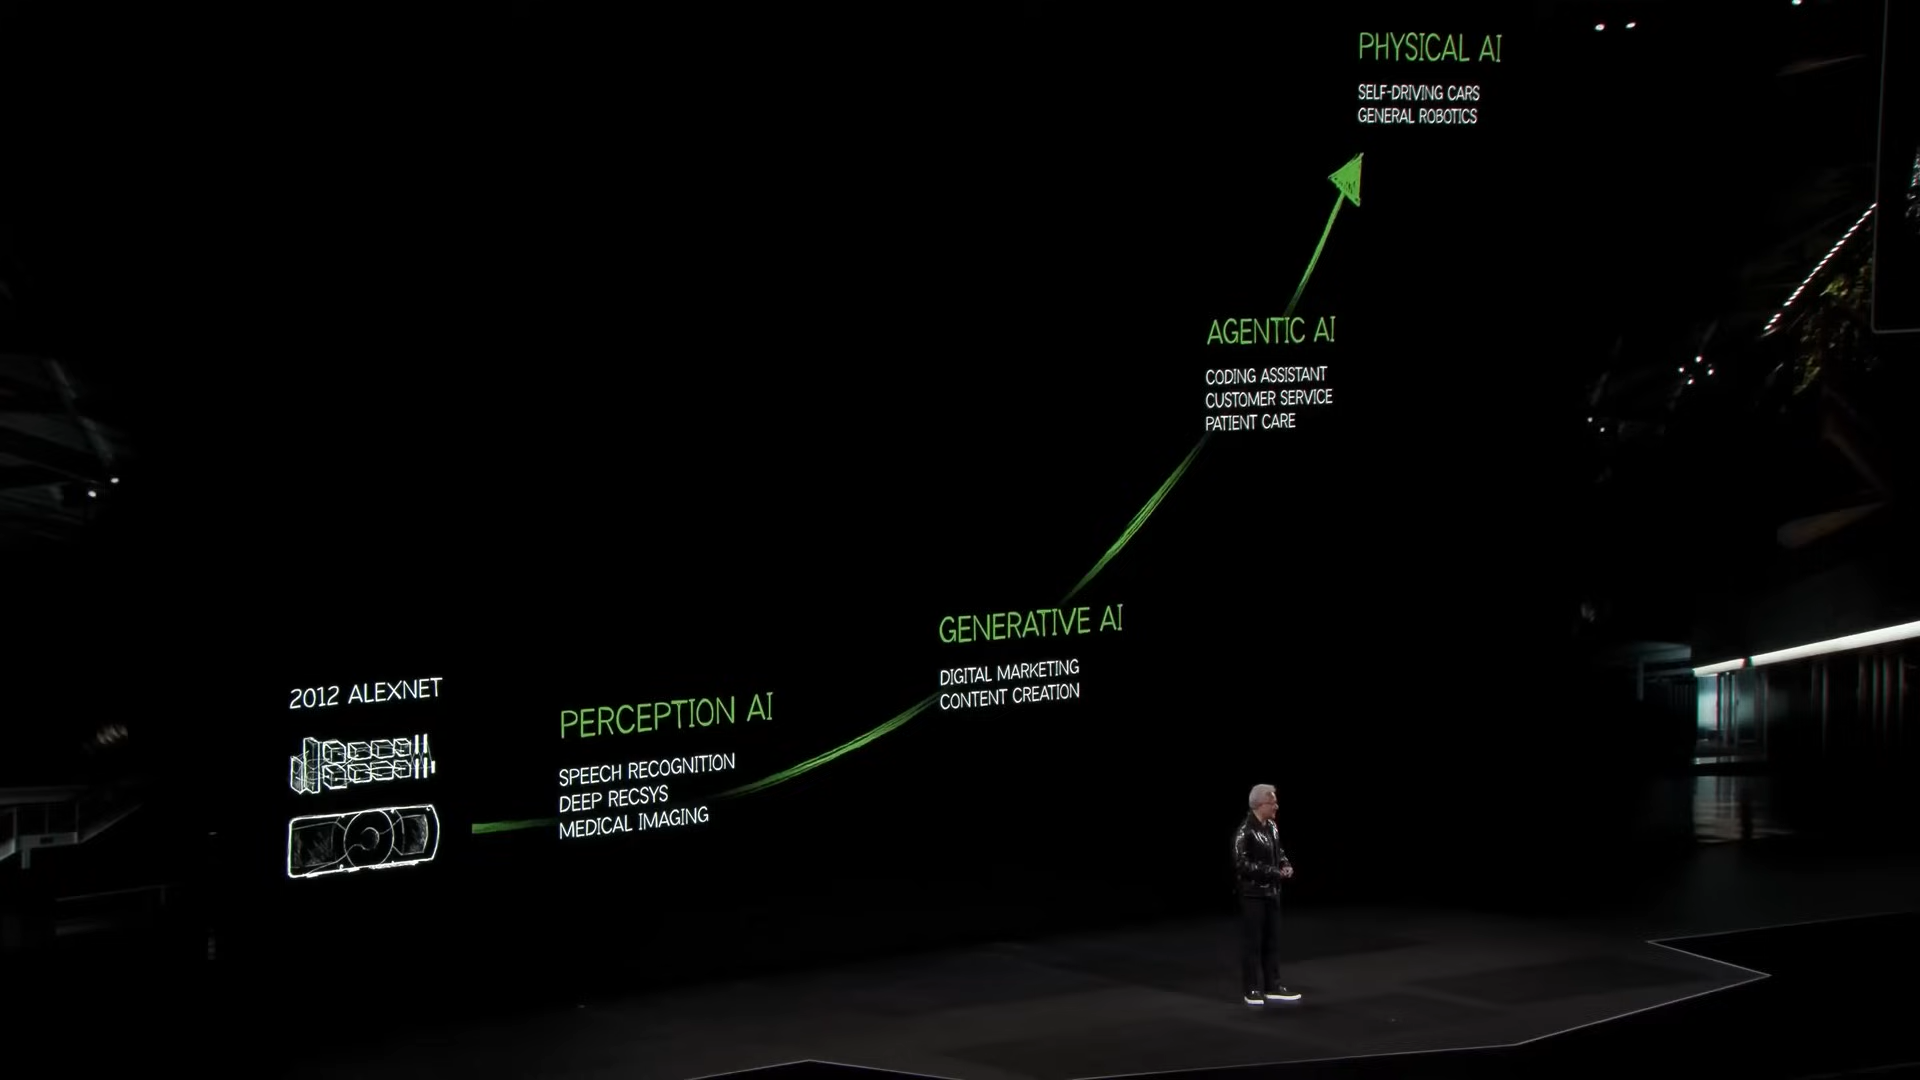 2012 ALEXNET
PERCEPTION AI
SPEECH RECOGNITION
DEEP RECSYS
MEDICAL IMAGING
GENERATIVE AI
DIGITAL MARKETING
CONTENT CREATION
AGENTIC AI
CODING ASSISTANT
CUSTOMER SERVICE
PATIENT CARE
PHYSICAL AI
SELF-DRIVING CARS
GENERAL ROBOTICS